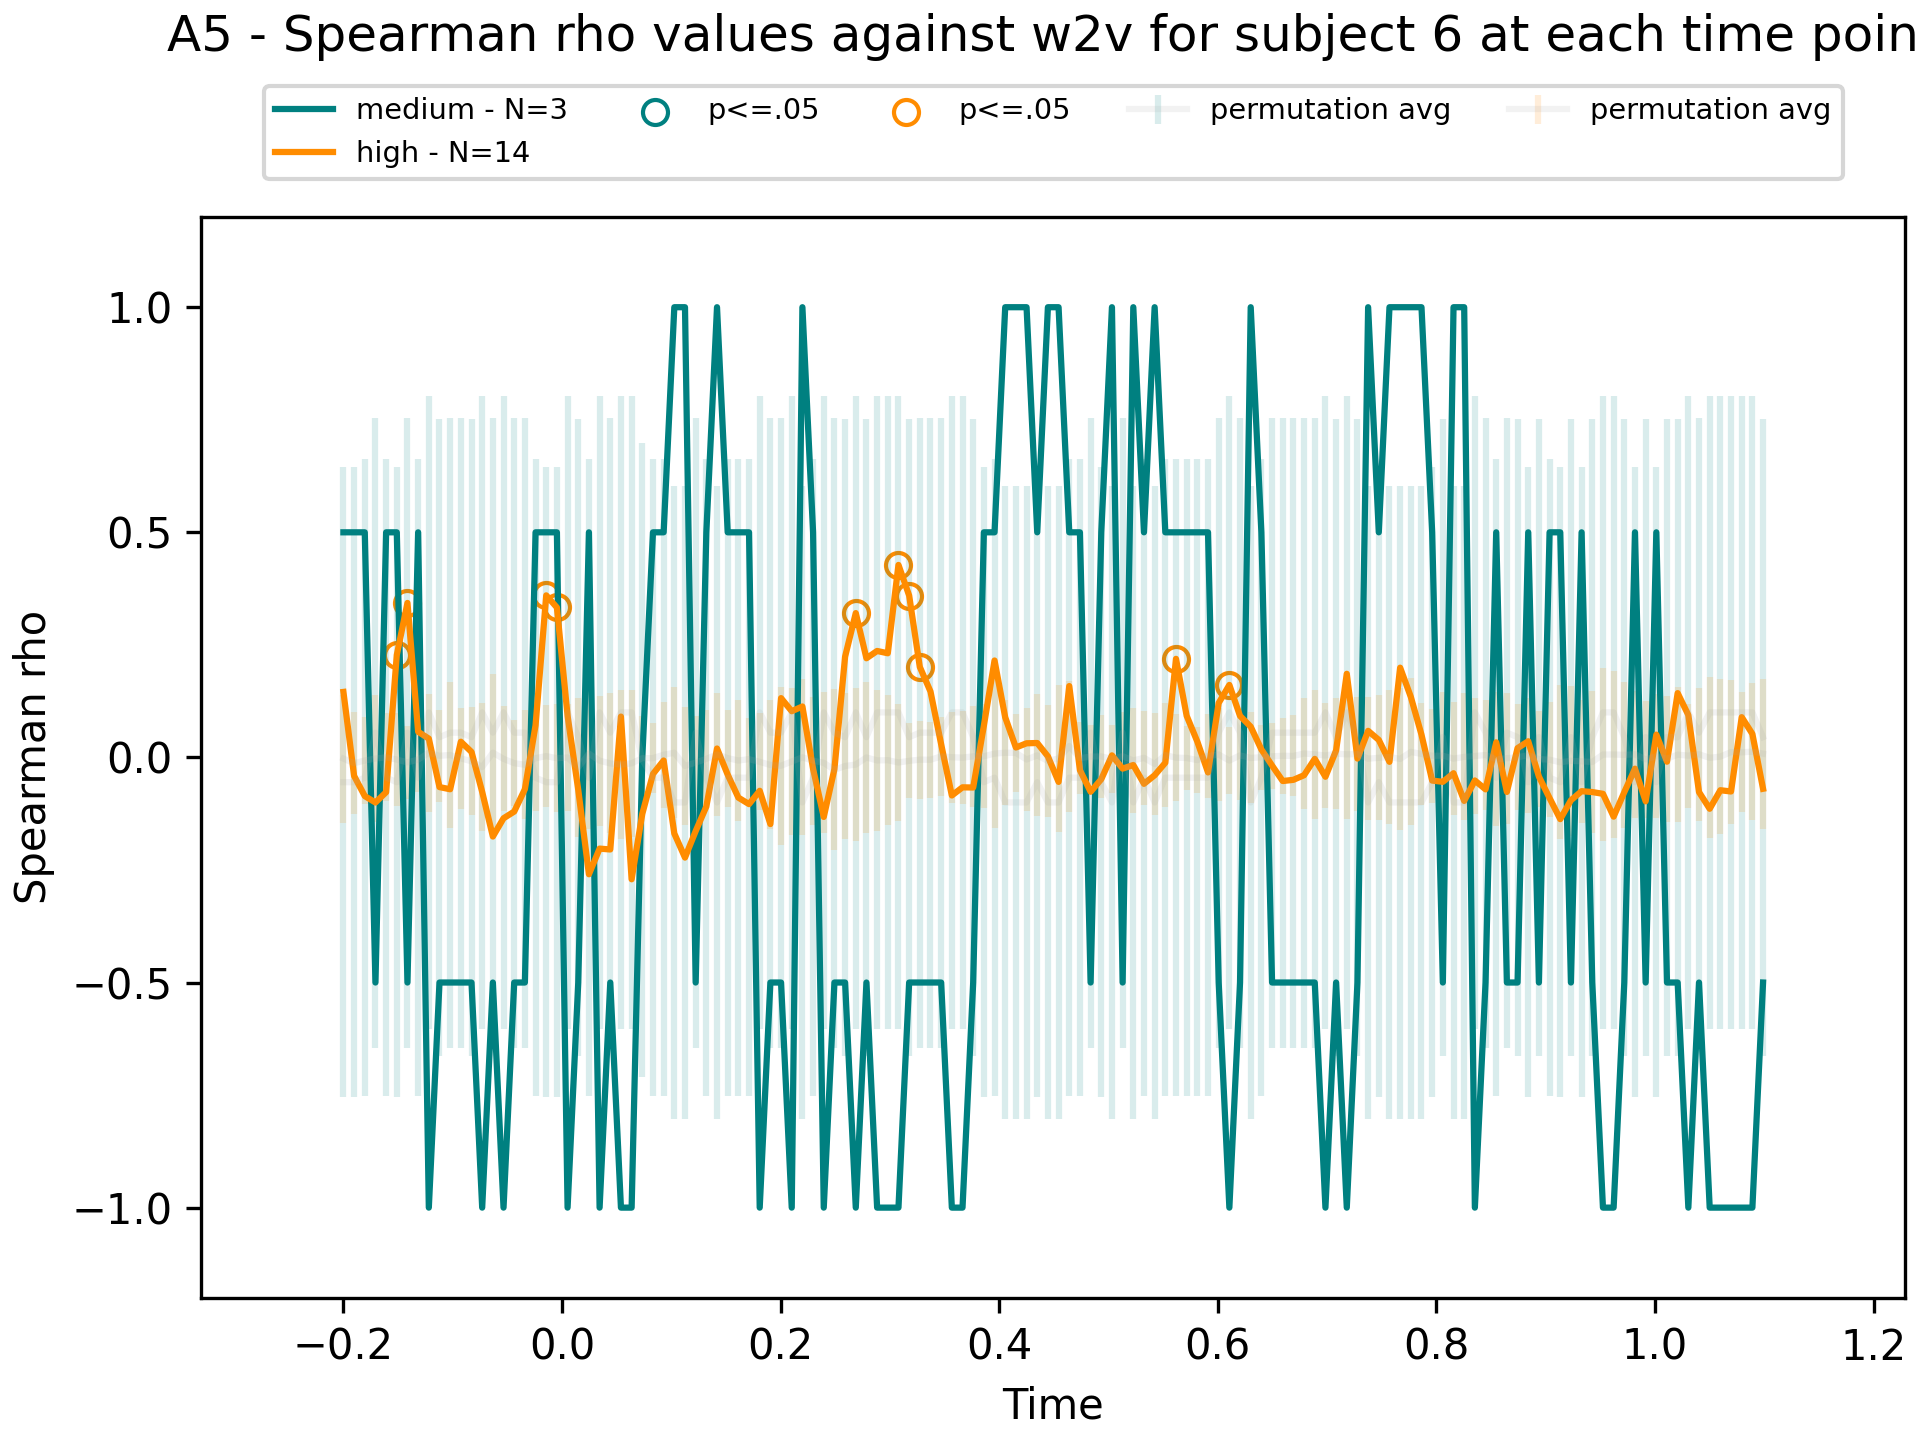 A5 - Spearman rho values against w2v for subject 6 at each time poin
medium - N=3
high - N=14
p<=.05
p<=.05
permutation avg
permutation avg
1.0
0.5
0.0
−0.5
−1.0
Spearman rho
−0.2 0.0 0.2 0.4 0.6 0.8 1.0 1.2
Time